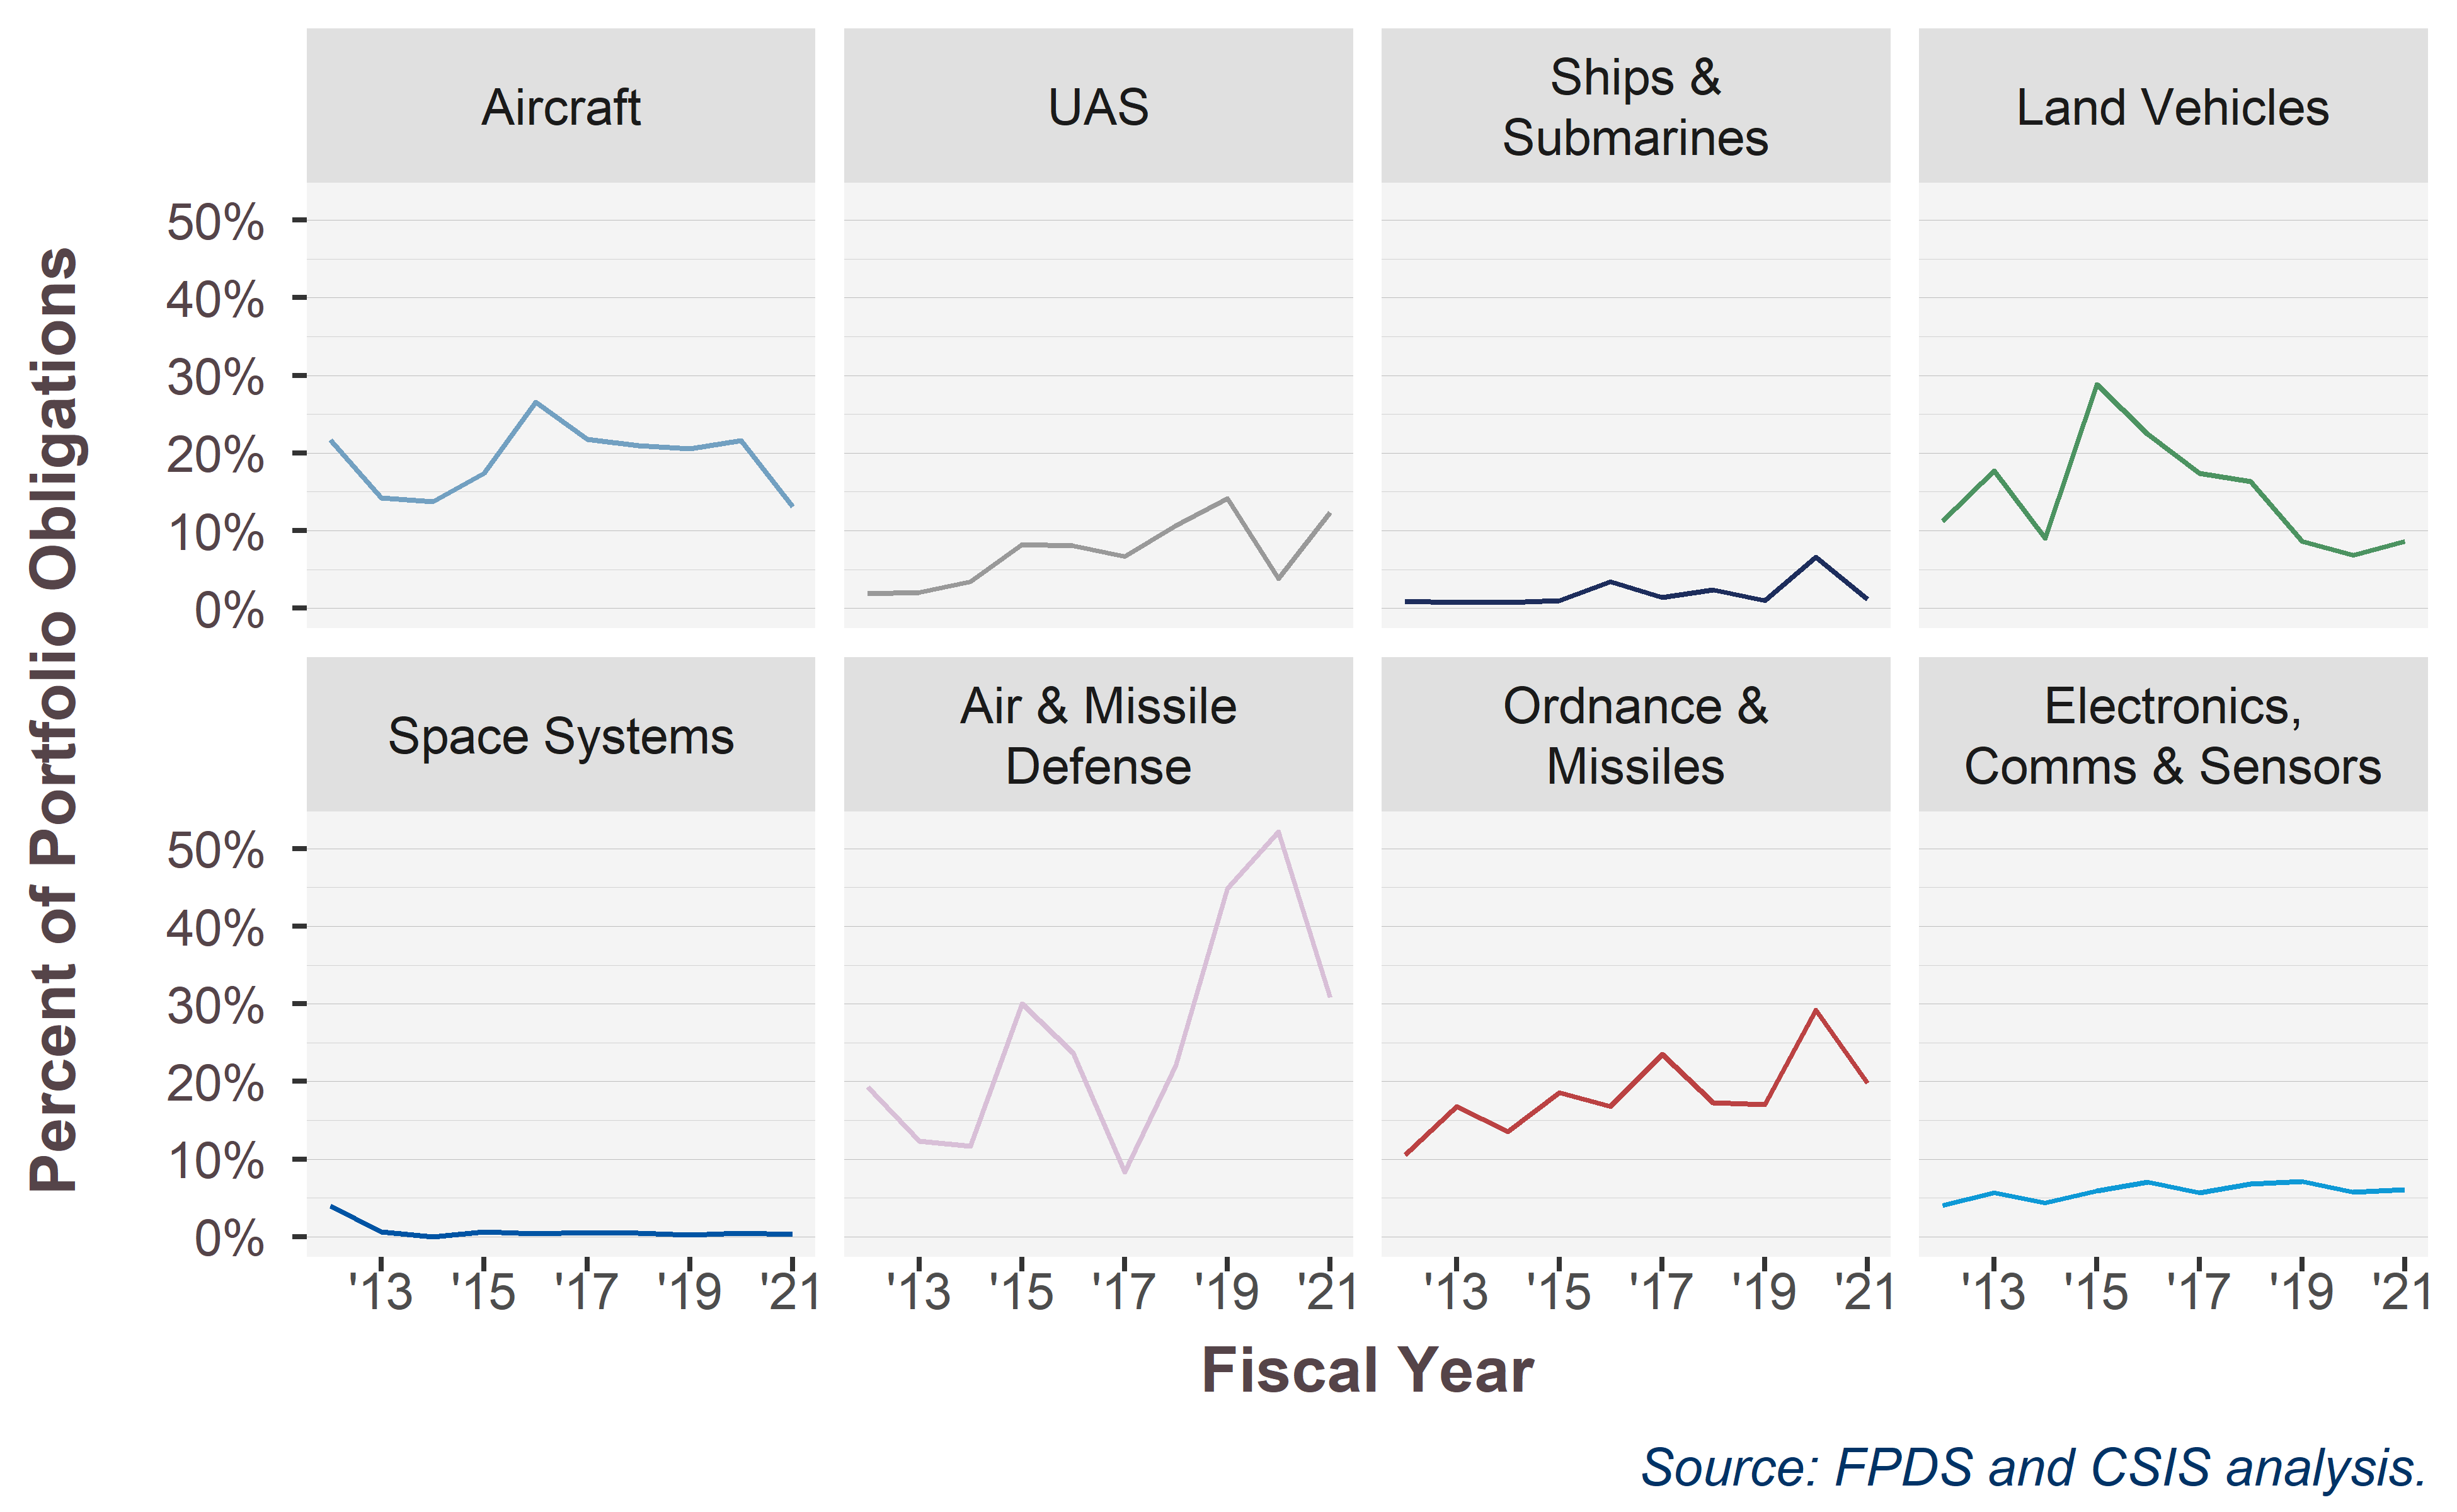 Aircraft
UAS
Ships &
Submarines
Land Vehicles
50%
40%
30%
20%
10%
0%
Space Systems
Air & Missile
Defense
Ordnance &
Missiles
Electronics,
Comms & Sensors
50%
40%
30%
20%
10%
0%
'13 '15 '17 '19 '21
'13 '15 '17 '19 '21
'13 '15 '17 '19 '21
'13 '15 '17 '19 '21
Percent of Portfolio Obligations
Fiscal Year
Source: FPDS and CSIS analysis.